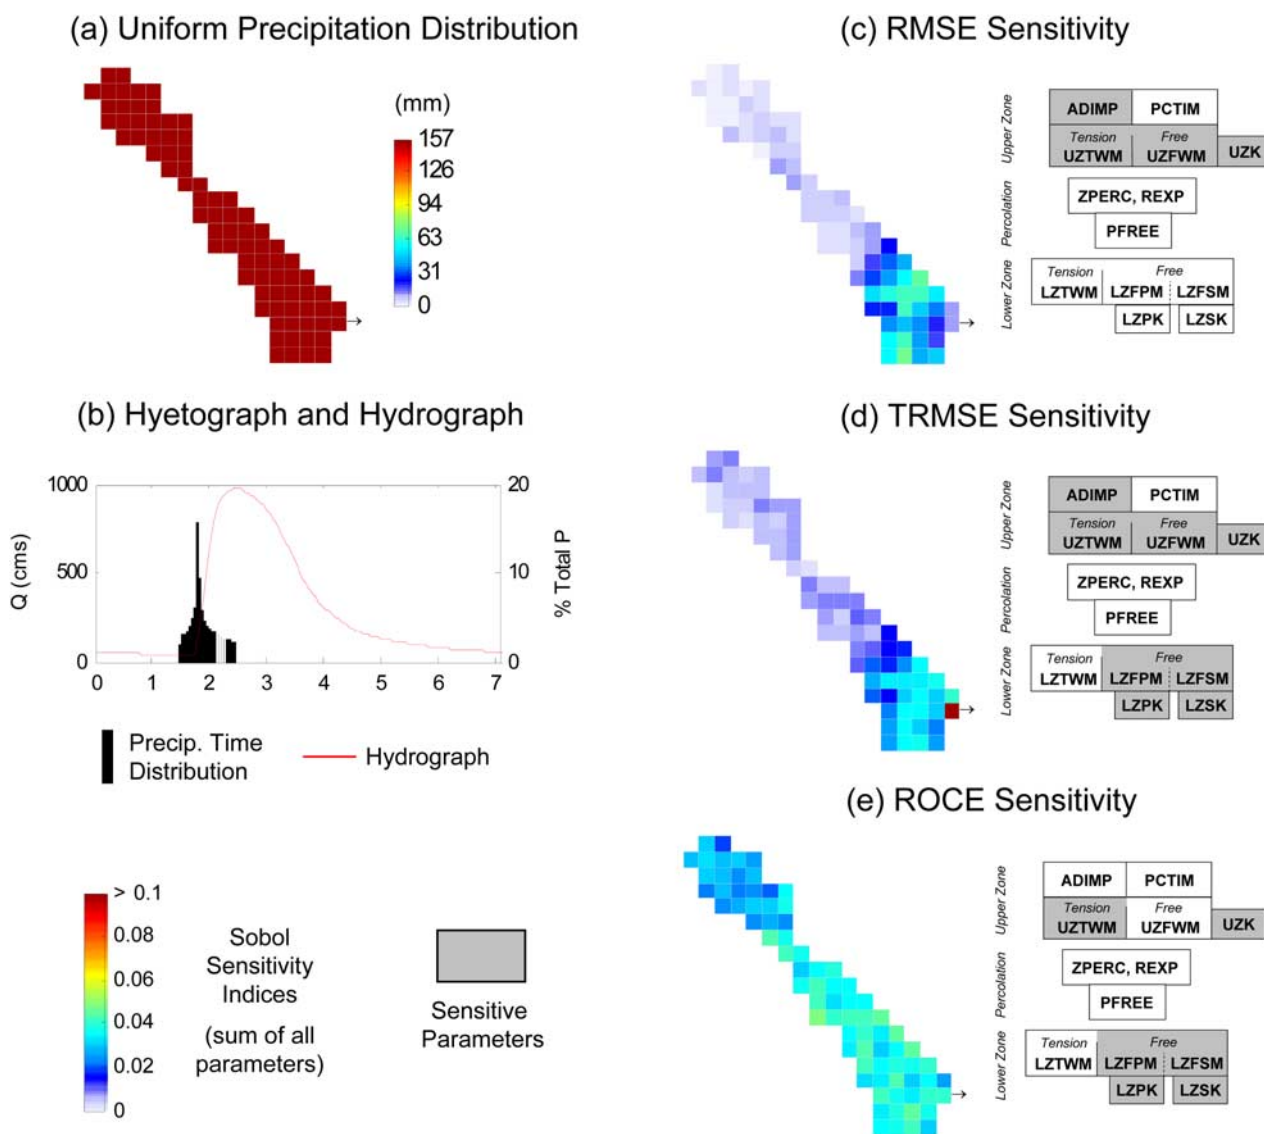 (a) Uniform Precipitation Distribution
(mm)
157
126
94
63
31
0
(b) Hyetograph and Hydrograph
1000
500
0
Q (cms)
20
10
0
% Total P
0 1 2 3 4 5 6 7
Precip. Time
Distribution
Hydrograph
> 0.1
0.08
0.06
0.04
0.02
0
Sobol
Sensitivity
Indices
(sum of all
parameters)
Sensitive
Parameters
(c) RMSE Sensitivity
Upper Zone
ADIMP PCTIM
Tension Free
UZTWM UZFWM UZK
Percolation
ZPERC, REXP
PFREE
Lower Zone
Tension Free
LZTWM LZFPM LZFSM
LZPK LZSK
(d) TRMSE Sensitivity
Upper Zone
ADIMP PCTIM
Tension Free
UZTWM UZFWM UZK
Percolation
ZPERC, REXP
PFREE
Lower Zone
Tension Free
LZTWM LZFPM LZFSM
LZPK LZSK
(e) ROCE Sensitivity
Upper Zone
ADIMP PCTIM
Tension Free
UZTWM UZFWM UZK
Percolation
ZPERC, REXP
PFREE
Lower Zone
Tension Free
LZTWM LZFPM LZFSM
LZPK LZSK